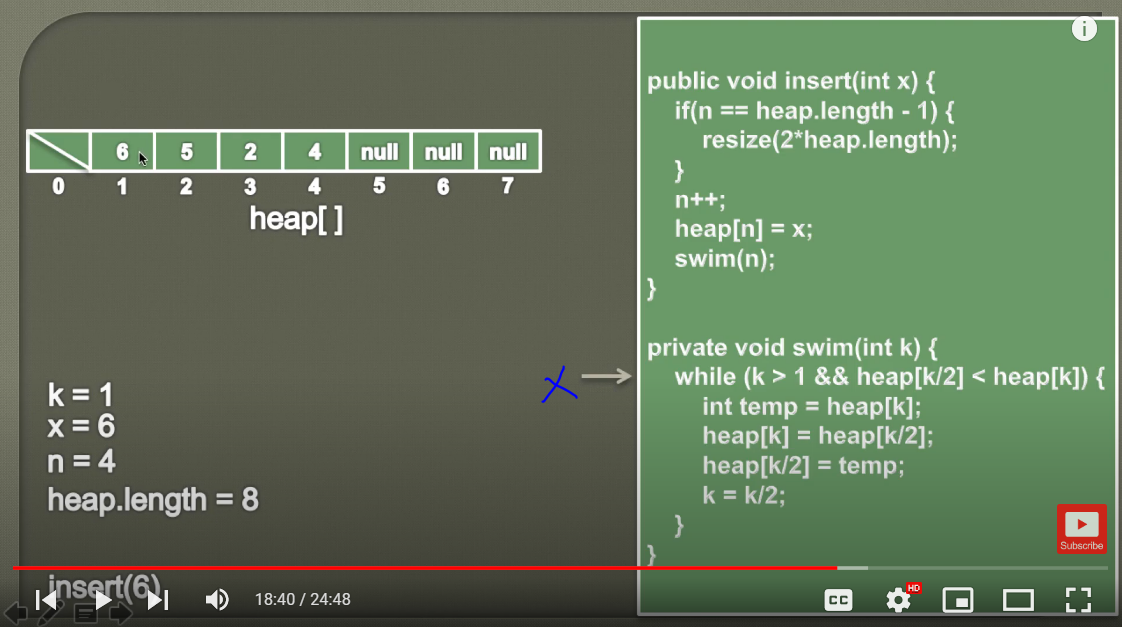 6 5 2 4 null null null
0 1 2 3 4 5 6 7
heap[ ]
k = 1
x = 6
n = 4
heap.length = 8
insert(6)
x
public void insert(int x) {
if(n == heap.length - 1) {
resize(2*heap.length);
}
n++;
heap[n] = x;
swim(n);
}
private void swim(int k) {
while (k > 1 && heap[k/2] < heap[k]) {
int temp = heap[k];
heap[k] = heap[k/2];
heap[k/2] = temp;
k = k/2;
}
}
i
Subscribe
18:40 / 24:48
CC
HD